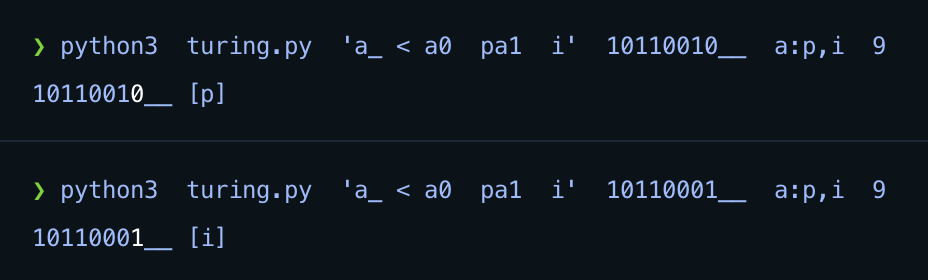 ❯ python3  turing.py  'a_ < a0  pa1  i'  10110010__  a:p,i  9
10110010__ [p]
❯ python3  turing.py  'a_ < a0  pa1  i'  10110001__  a:p,i  9
10110001__ [i]